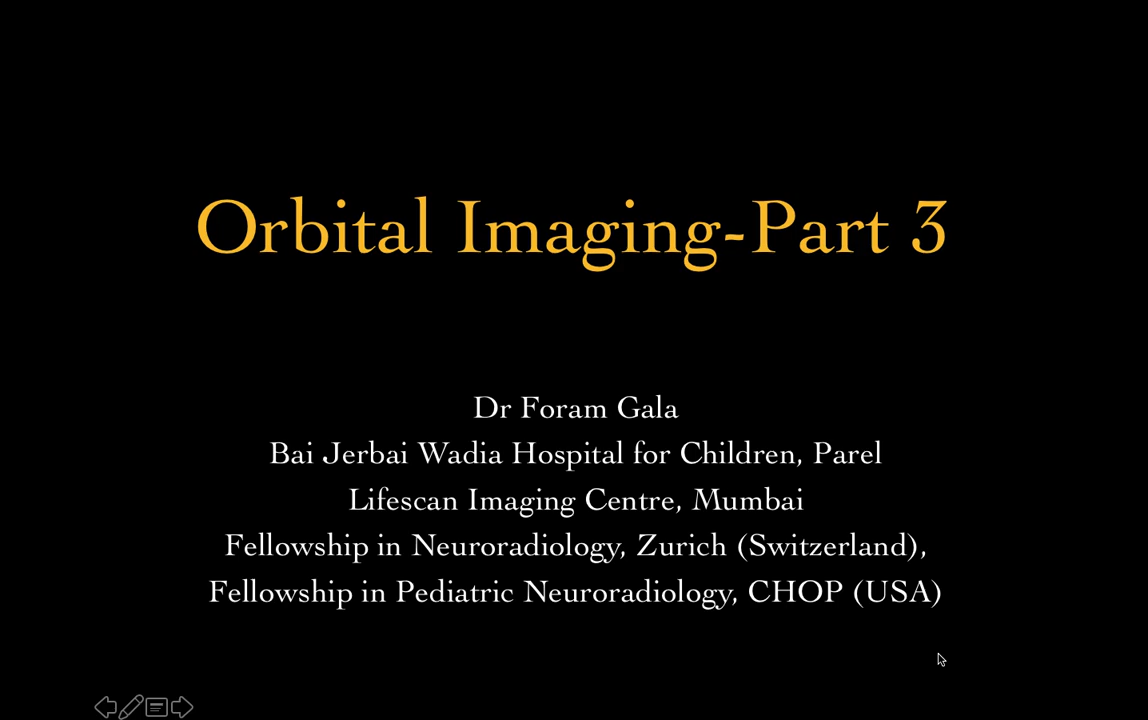 Orbital Imaging-Part 3
Dr Foram Gala
Bai Jerbai Wadia Hospital for Children, Parel
Lifescan Imaging Centre, Mumbai
Fellowship in Neuroradiology, Zurich (Switzerland),
Fellowship in Pediatric Neuroradiology, CHOP (USA)